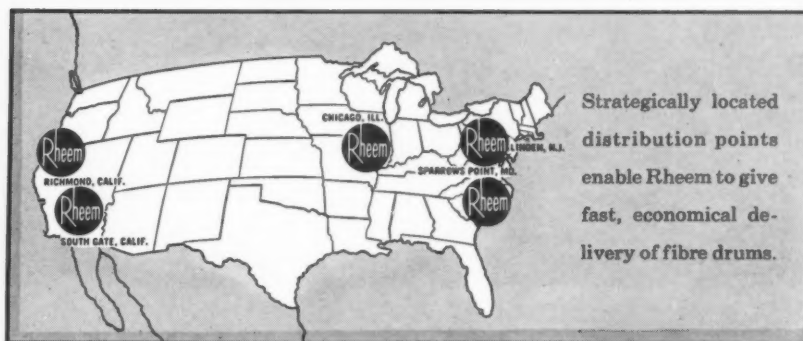 CHICAGO, ILL.
Rheem
Rheem
Rheem
LINDEN, N.J.
SPARROWS POINT, MD.
RICHMOND, CALIF.
Rheem
Rheem
SOUTH GATE, CALIF.
Strategically located
distribution points
enable Rheem to give
fast, economical de-
livery of fibre drums.